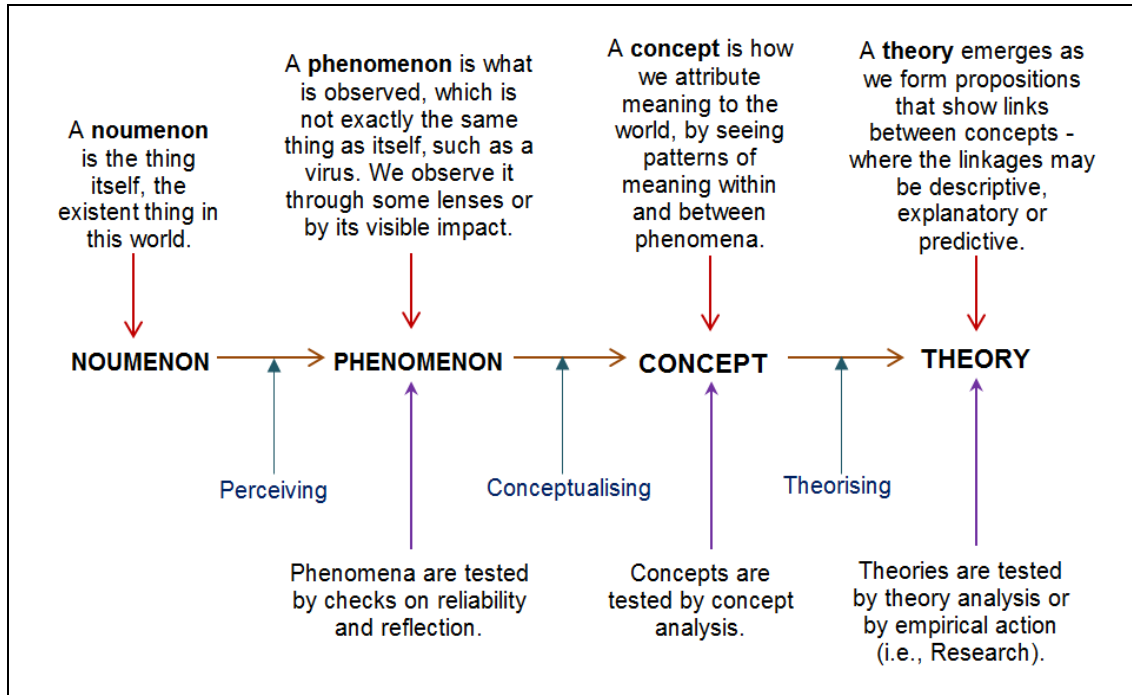 A noumenon
is the thing
itself, the
existent thing in
this world.
A phenomenon is what
is observed, which is
not exactly the same
thing as itself, such as a
virus. We observe it
through some lenses or
by its visible impact.
A concept is how
we attribute
meaning to the
world, by seeing
patterns of
meaning within
and between
phenomena.
A theory emerges as
we form propositions
that show links
between concepts -
where the linkages may
be descriptive,
explanatory or
predictive.
NOUMENON
PHENOMENON
CONCEPT
THEORY
Perceiving
Conceptualising
Theorising
Phenomena are tested
by checks on reliability
and reflection.
Concepts are
tested by concept
analysis.
Theories are tested
by theory analysis or
by empirical action
(i.e., Research).